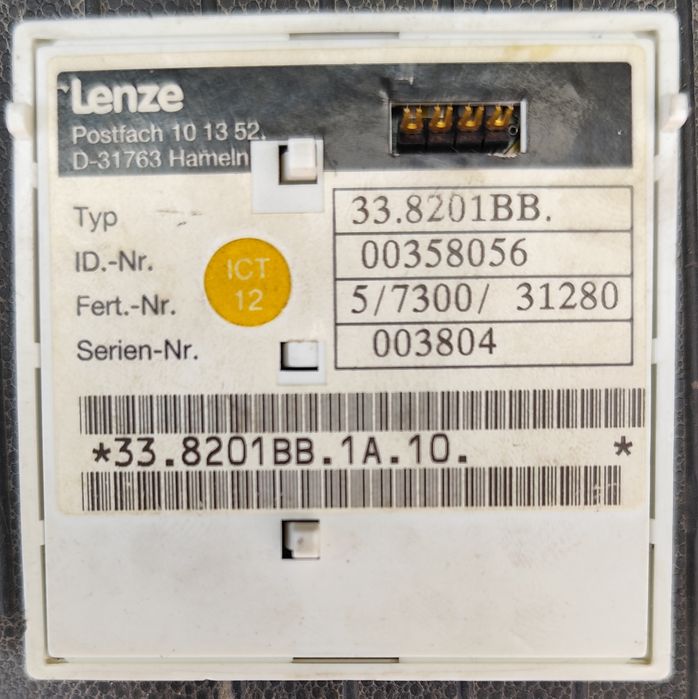 Lenze
Postfach 10 13 52,
D-31763 Hameln
Typ 33.8201BB.
ID.-Nr. 00358056
ICT
12
Fert.-Nr. 5/7300/ 31280
Serien-Nr. 003804
*33.8201BB.1A.10. *